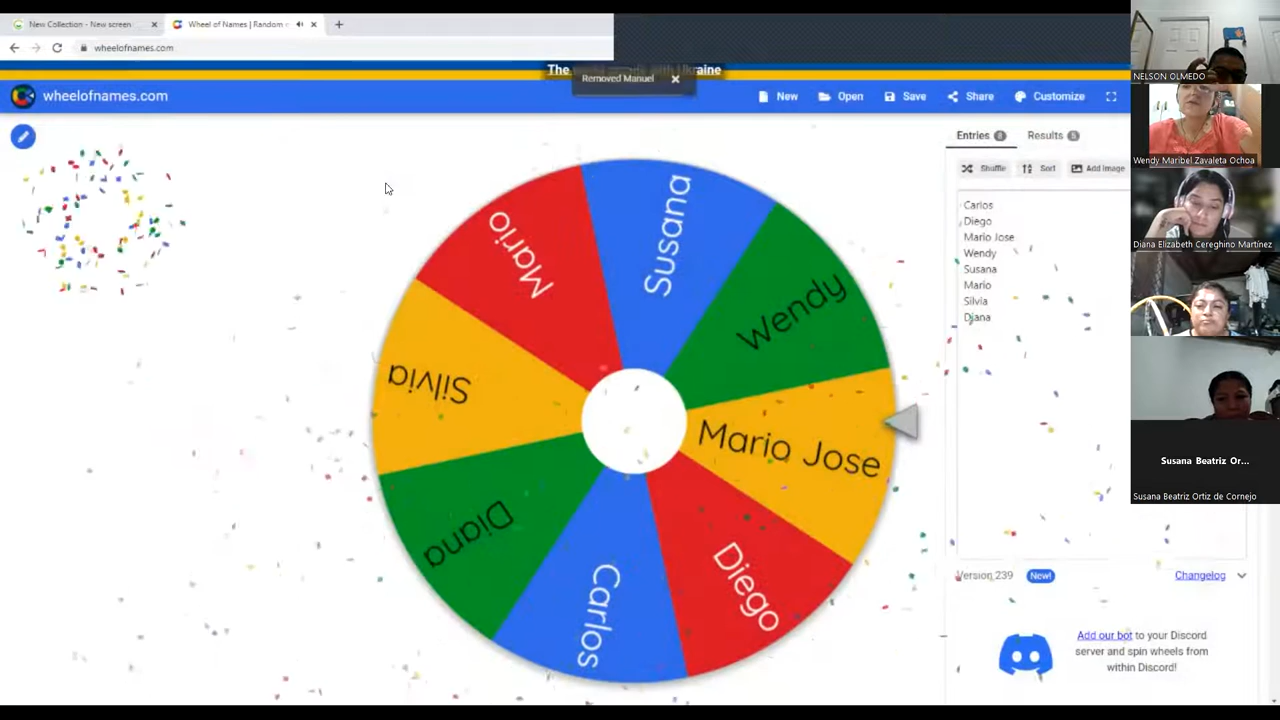 New Collection - New screen
Wheel of Names | Random
wheelofnames.com
Removed Manuel
wheelofnames.com
New
Open
Save
Share
Customize
Entries 8
Results 5
Shuffle
Sort
Add image
Carlos
Diego
Mario Jose
Wendy
Susana
Mario
Silvia
Diana
Susana
Wendy
Mario Jose
Diego
Carlos
Diana
Silvia
Mario
Version 239
New!
Changelog
Add our bot to your Discord
server and spin wheels from
within Discord!
NELSON OLMEDO
Wendy Maribel Zavaleta Ochoa
Diana Elizabeth Cereghino Martínez
Susana Beatriz Or...
Susana Beatriz Ortiz de Cornejo